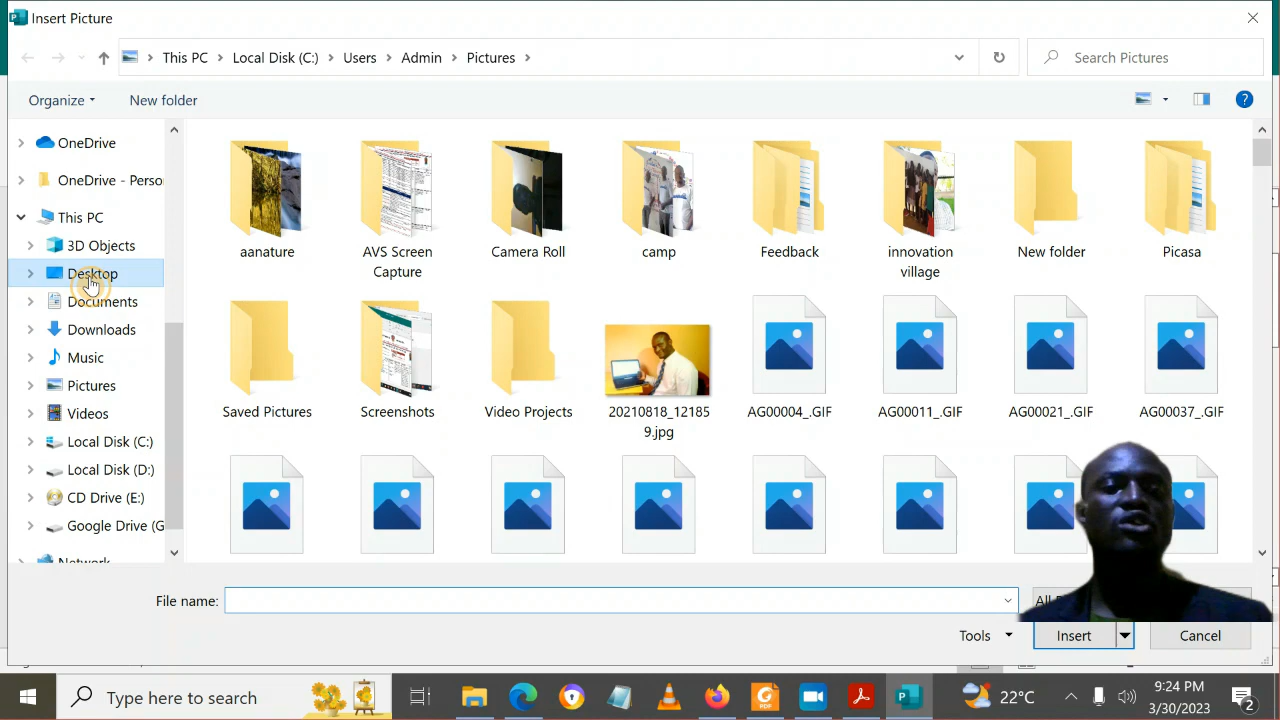 Insert Picture
This PC > Local Disk (C:) > Users > Admin > Pictures >
Search Pictures
Organize
New folder
OneDrive
OneDrive - Perso
This PC
3D Objects
Desktop
Documents
Downloads
Music
Pictures
Videos
Local Disk (C:)
Local Disk (D:)
CD Drive (E:)
Google Drive (G
Network
aanature
AVS Screen
Capture
Camera Roll
camp
Feedback
innovation
village
New folder
Picasa
Saved Pictures
Screenshots
Video Projects
20210818_12185
9.jpg
AG00004_.GIF
AG00011_.GIF
AG00021_.GIF
AG00037_.GIF
File name:
All
Tools
Insert
Cancel
Type here to search
PDF
22°C
9:24 PM
3/30/2023
2